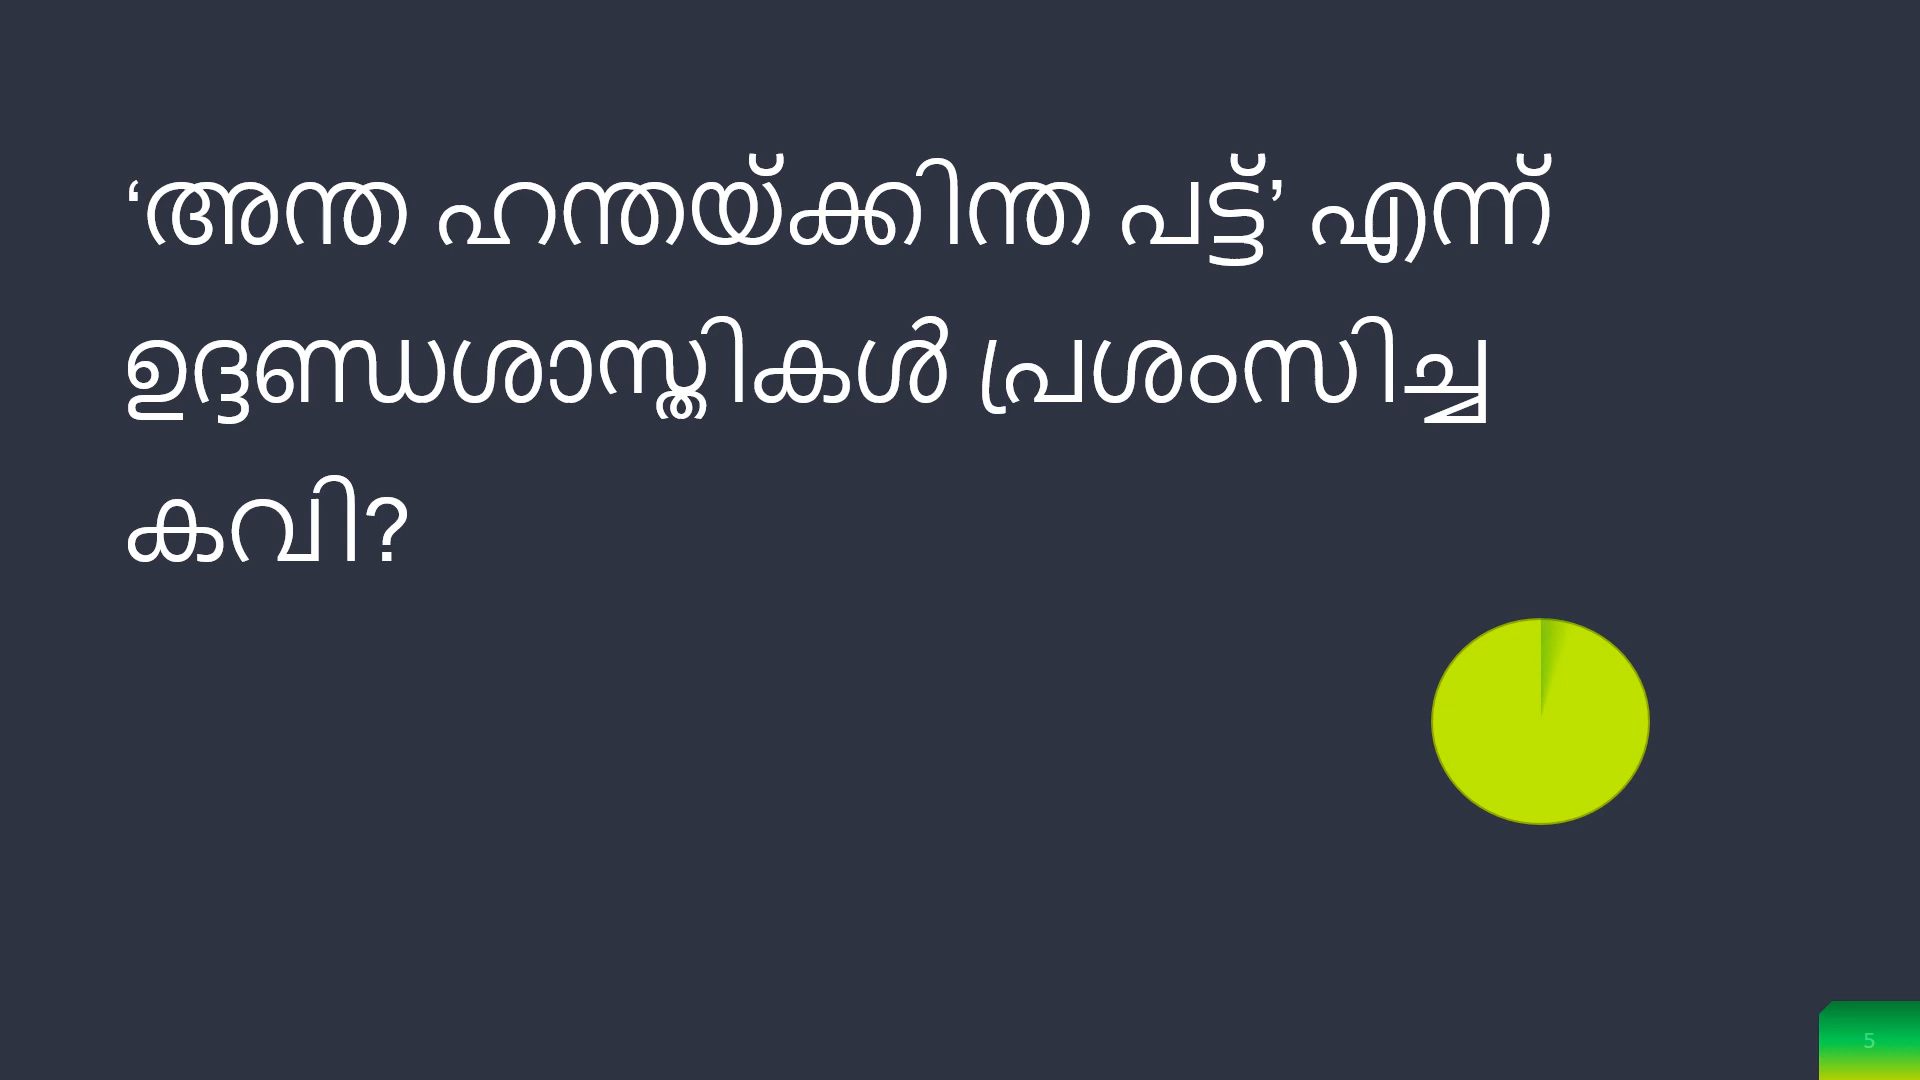 ‘അന്ത ഹന്തയ്ക്കിന്ത പട്ട്’ എന്ന്
ഉദ്ദണ്ഡശാസ്ത്രികൾ പ്രശംസിച്ച
കവി?
5